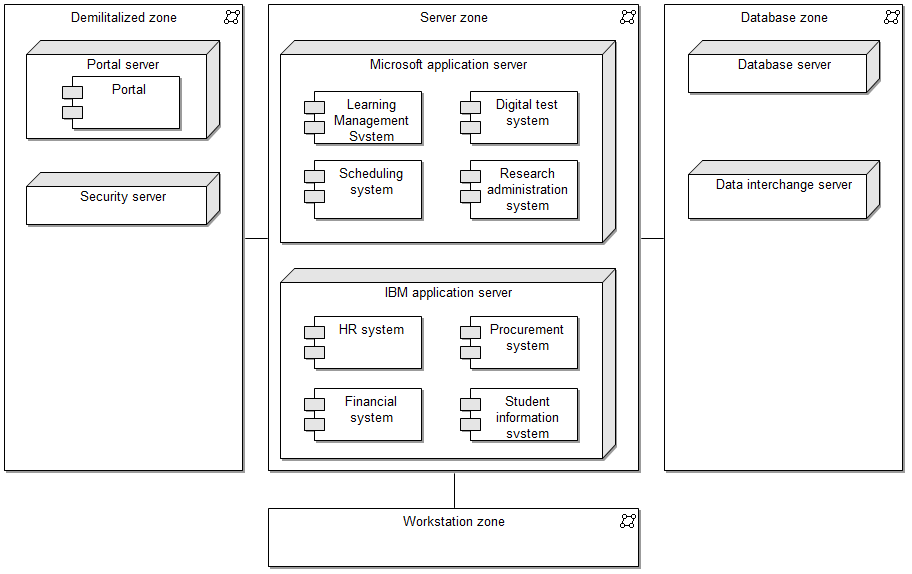 Demilitalized zone
Portal server
Portal
Security server
Server zone
Microsoft application server
Learning
Management
System
Digital test
system
Scheduling
system
Research
administration
system
IBM application server
HR system
Procurement
system
Financial
system
Student
information
system
Database zone
Database server
Data interchange server
Workstation zone